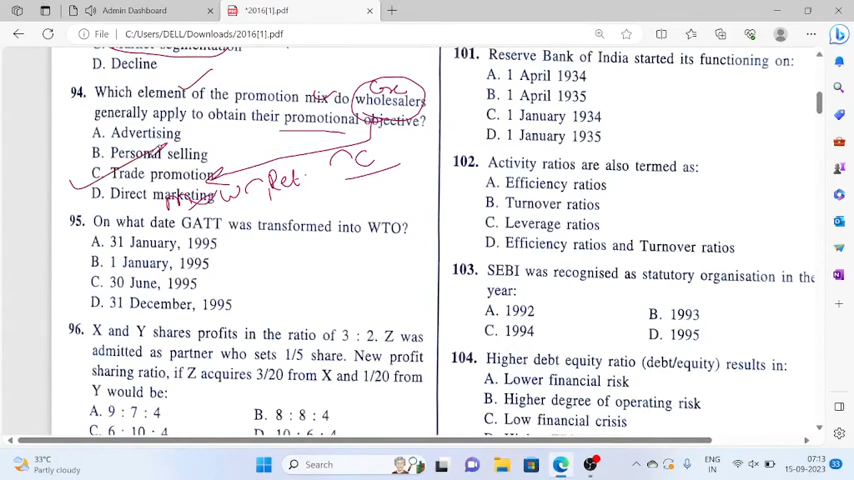 Admin Dashboard
*2016[1].pdf
File
C:/Users/DELL/Downloads/2016[1].pdf
D. Decline
94. Which element of the promotion mix do wholesalers
generally apply to obtain their promotional objective?
A. Advertising
B. Personal selling
C. Trade promotion
D. Direct marketing
W Ret
C
95. On what date GATT was transformed into WTO?
A. 31 January, 1995
B. 1 January, 1995
C. 30 June, 1995
D. 31 December, 1995
96. X and Y shares profits in the ratio of 3 : 2. Z was
admitted as partner who sets 1/5 share. New profit
sharing ratio, if Z acquires 3/20 from X and 1/20 from
Y would be:
A. 9 : 7 : 4
B. 8 : 8 : 4
C. 6 : 10 : 4
D. 10 : 6 : 4
101. Reserve Bank of India started its functioning on:
A. 1 April 1934
B. 1 April 1935
C. 1 January 1934
D. 1 January 1935
102. Activity ratios are also termed as:
A. Efficiency ratios
B. Turnover ratios
C. Leverage ratios
D. Efficiency ratios and Turnover ratios
103. SEBI was recognised as statutory organisation in the
year:
A. 1992
B. 1993
C. 1994
D. 1995
104. Higher debt equity ratio (debt/equity) results in:
A. Lower financial risk
B. Higher degree of operating risk
C. Low financial crisis
33°C
Partly cloudy
Search
ENG
IN
07:13
15-09-2023
33